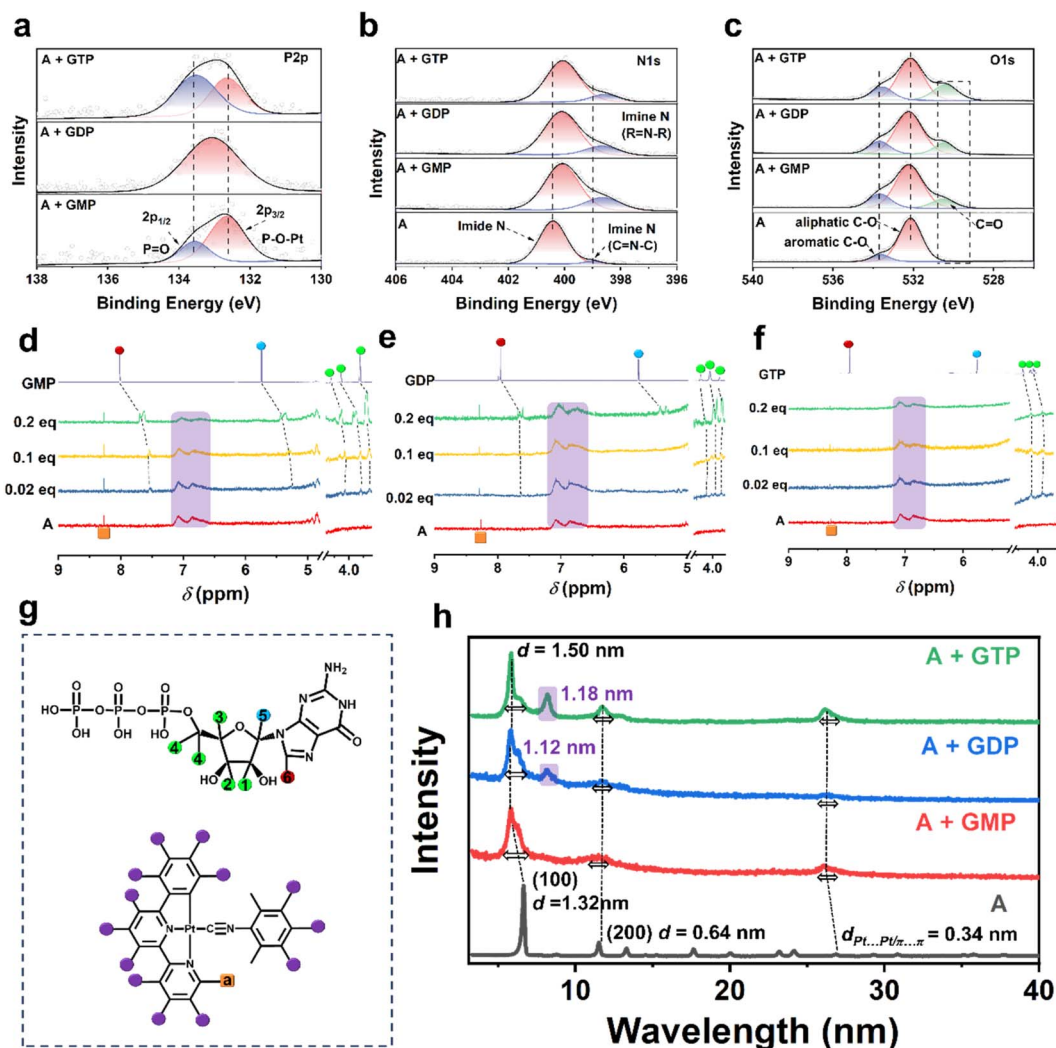 a
A + GTP
P2p
A + GDP
A + GMP
2p1/2
P=O
2p3/2
P-O-Pt
Intensity
138 136 134 132 130
Binding Energy (eV)
b
A + GTP
N1s
A + GDP
Imine N
(R=N-R)
A + GMP
A
Imide N
Imine N
(C=N-C)
Intensity
406 404 402 400 398 396
Binding Energy (eV)
c
A + GTP
O1s
A + GDP
A + GMP
A
aliphatic C-O
aromatic C-O
C=O
Intensity
540 536 532 528
Binding Energy (eV)
d
GMP
0.2 eq
0.1 eq
0.02 eq
A
9 8 7 6 5 4.0
δ (ppm)
e
GDP
0.2 eq
0.1 eq
0.02 eq
A
9 8 7 6 5 4.0
δ (ppm)
f
GTP
0.2 eq
0.1 eq
0.02 eq
A
9 8 7 6 5 4.0
δ (ppm)
g
NH2
O O O
HO-P-O-P-O-P-O
OH OH HO
N NH
N N O
O
3 5
4 4
HO 2 1 OH 6
N Pt C≡N
N
a
h
d = 1.50 nm
A + GTP
1.18 nm
A + GDP
1.12 nm
A + GMP
(100)
d = 1.32nm
A
(200) d = 0.64 nm
dPt...Pt/π...π = 0.34 nm
Intensity
10 20 30 40
Wavelength (nm)